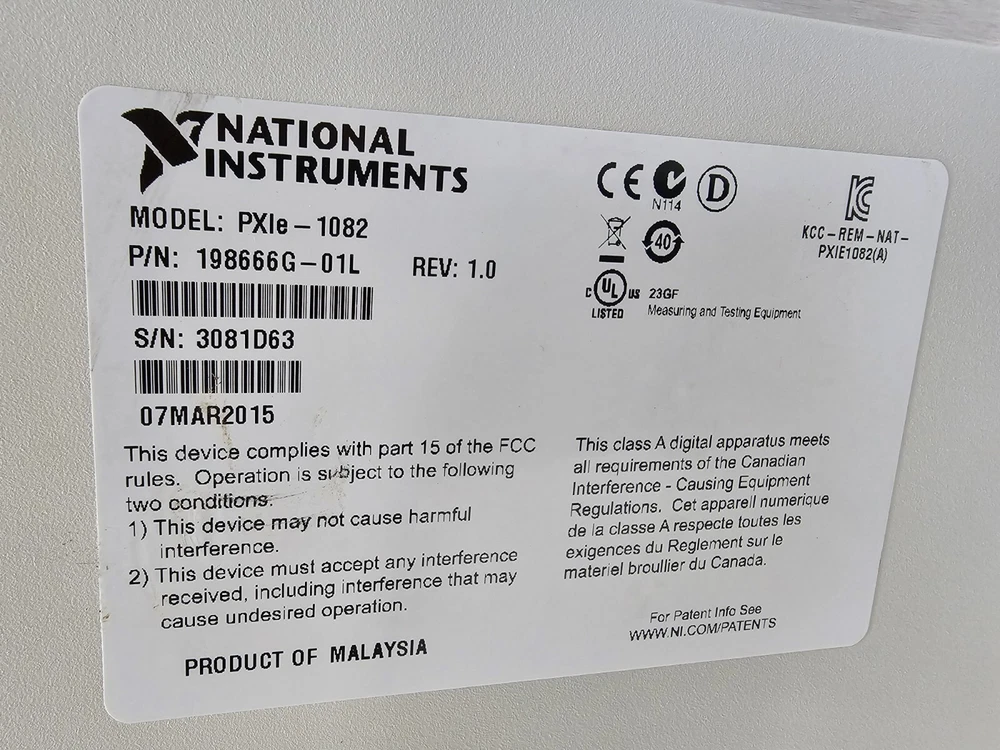 NATIONAL
INSTRUMENTS
MODEL: PXIe-1082
P/N: 198666G-01L
REV: 1.0
S/N: 3081D63
07MAR2015
CE
N114
D
40
C UL US
LISTED
23GF
Measuring and Testing Equipment
KCC-REM-NAT-
PXIE1082(A)
This device complies with part 15 of the FCC
rules. Operation is subject to the following
two conditions:
1) This device may not cause harmful
interference.
2) This device must accept any interference
received, including interference that may
cause undesired operation.
PRODUCT OF MALAYSIA
This class A digital apparatus meets
all requirements of the Canadian
Interference - Causing Equipment
Regulations. Cet appareil numerique
de la classe A respecte toutes les
exigences du Reglement sur le
materiel broullier du Canada.
For Patent Info See
WWW.NI.COM/PATENTS